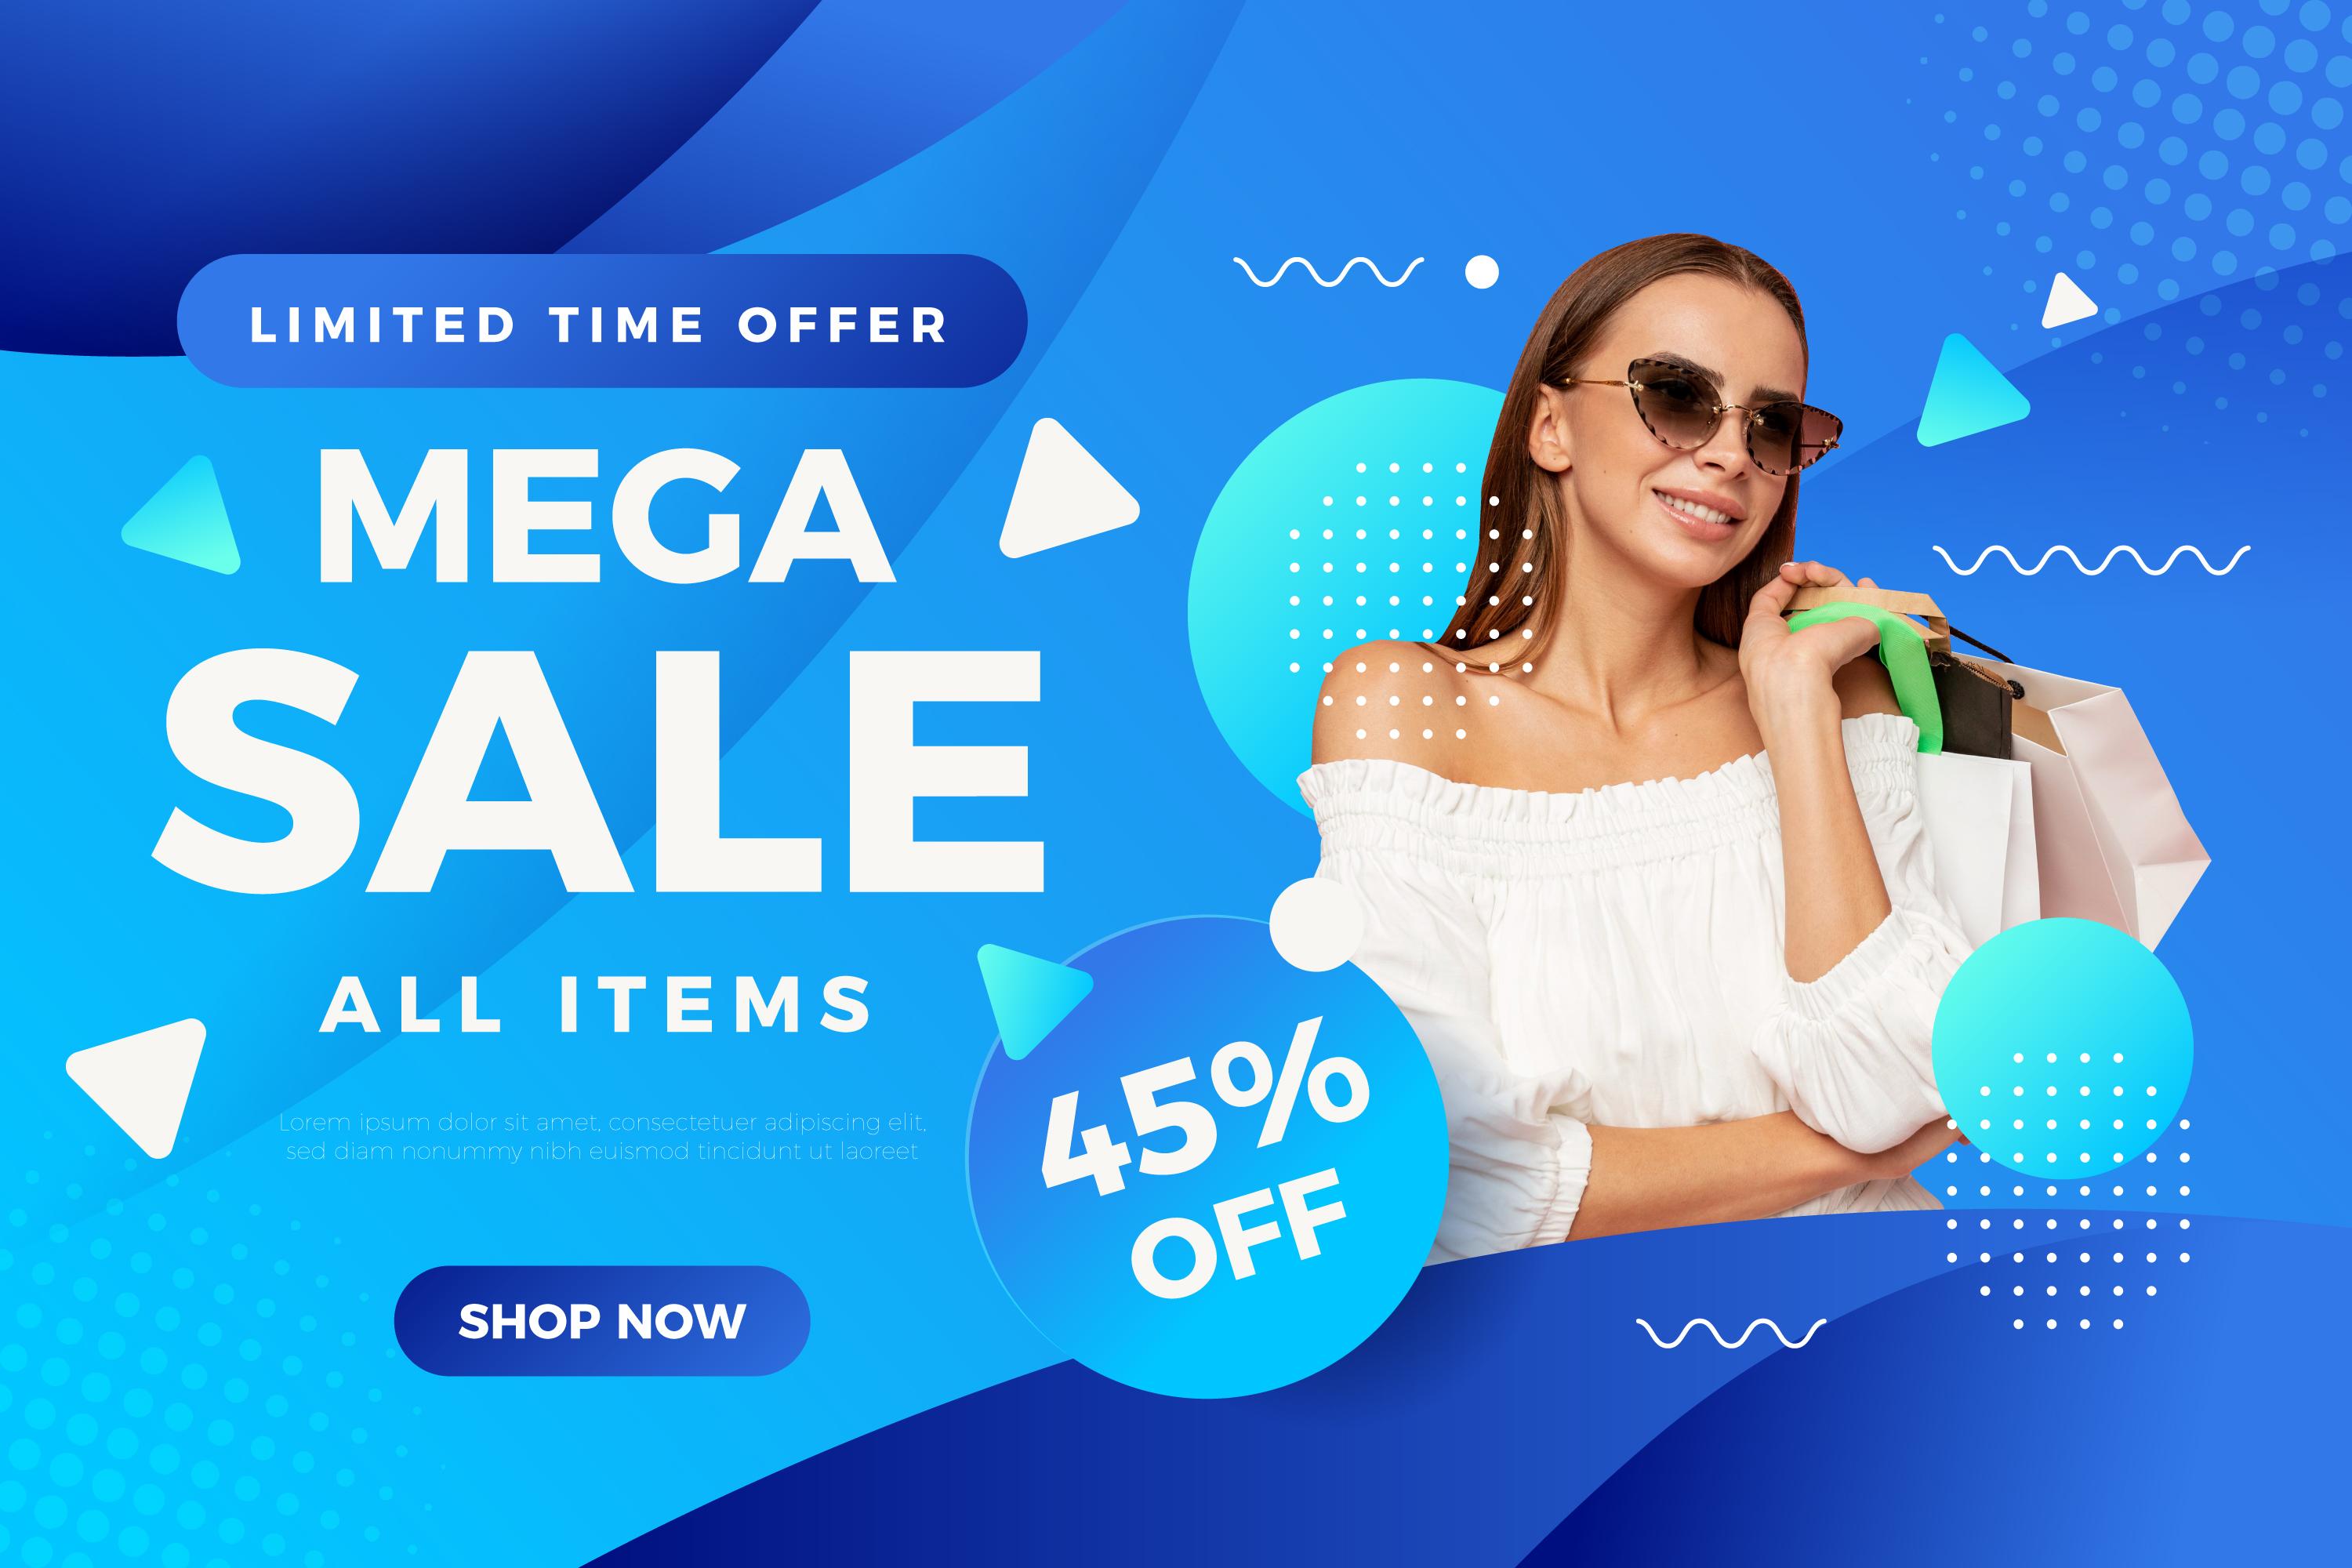 LIMITED TIME OFFER
MEGA
SALE
ALL ITEMS
Lorem ipsum dolor sit amet, consectetuer adipiscing elit,
sed diam nonummy nibh euismod tincidunt ut laoreet
45%
OFF
SHOP NOW